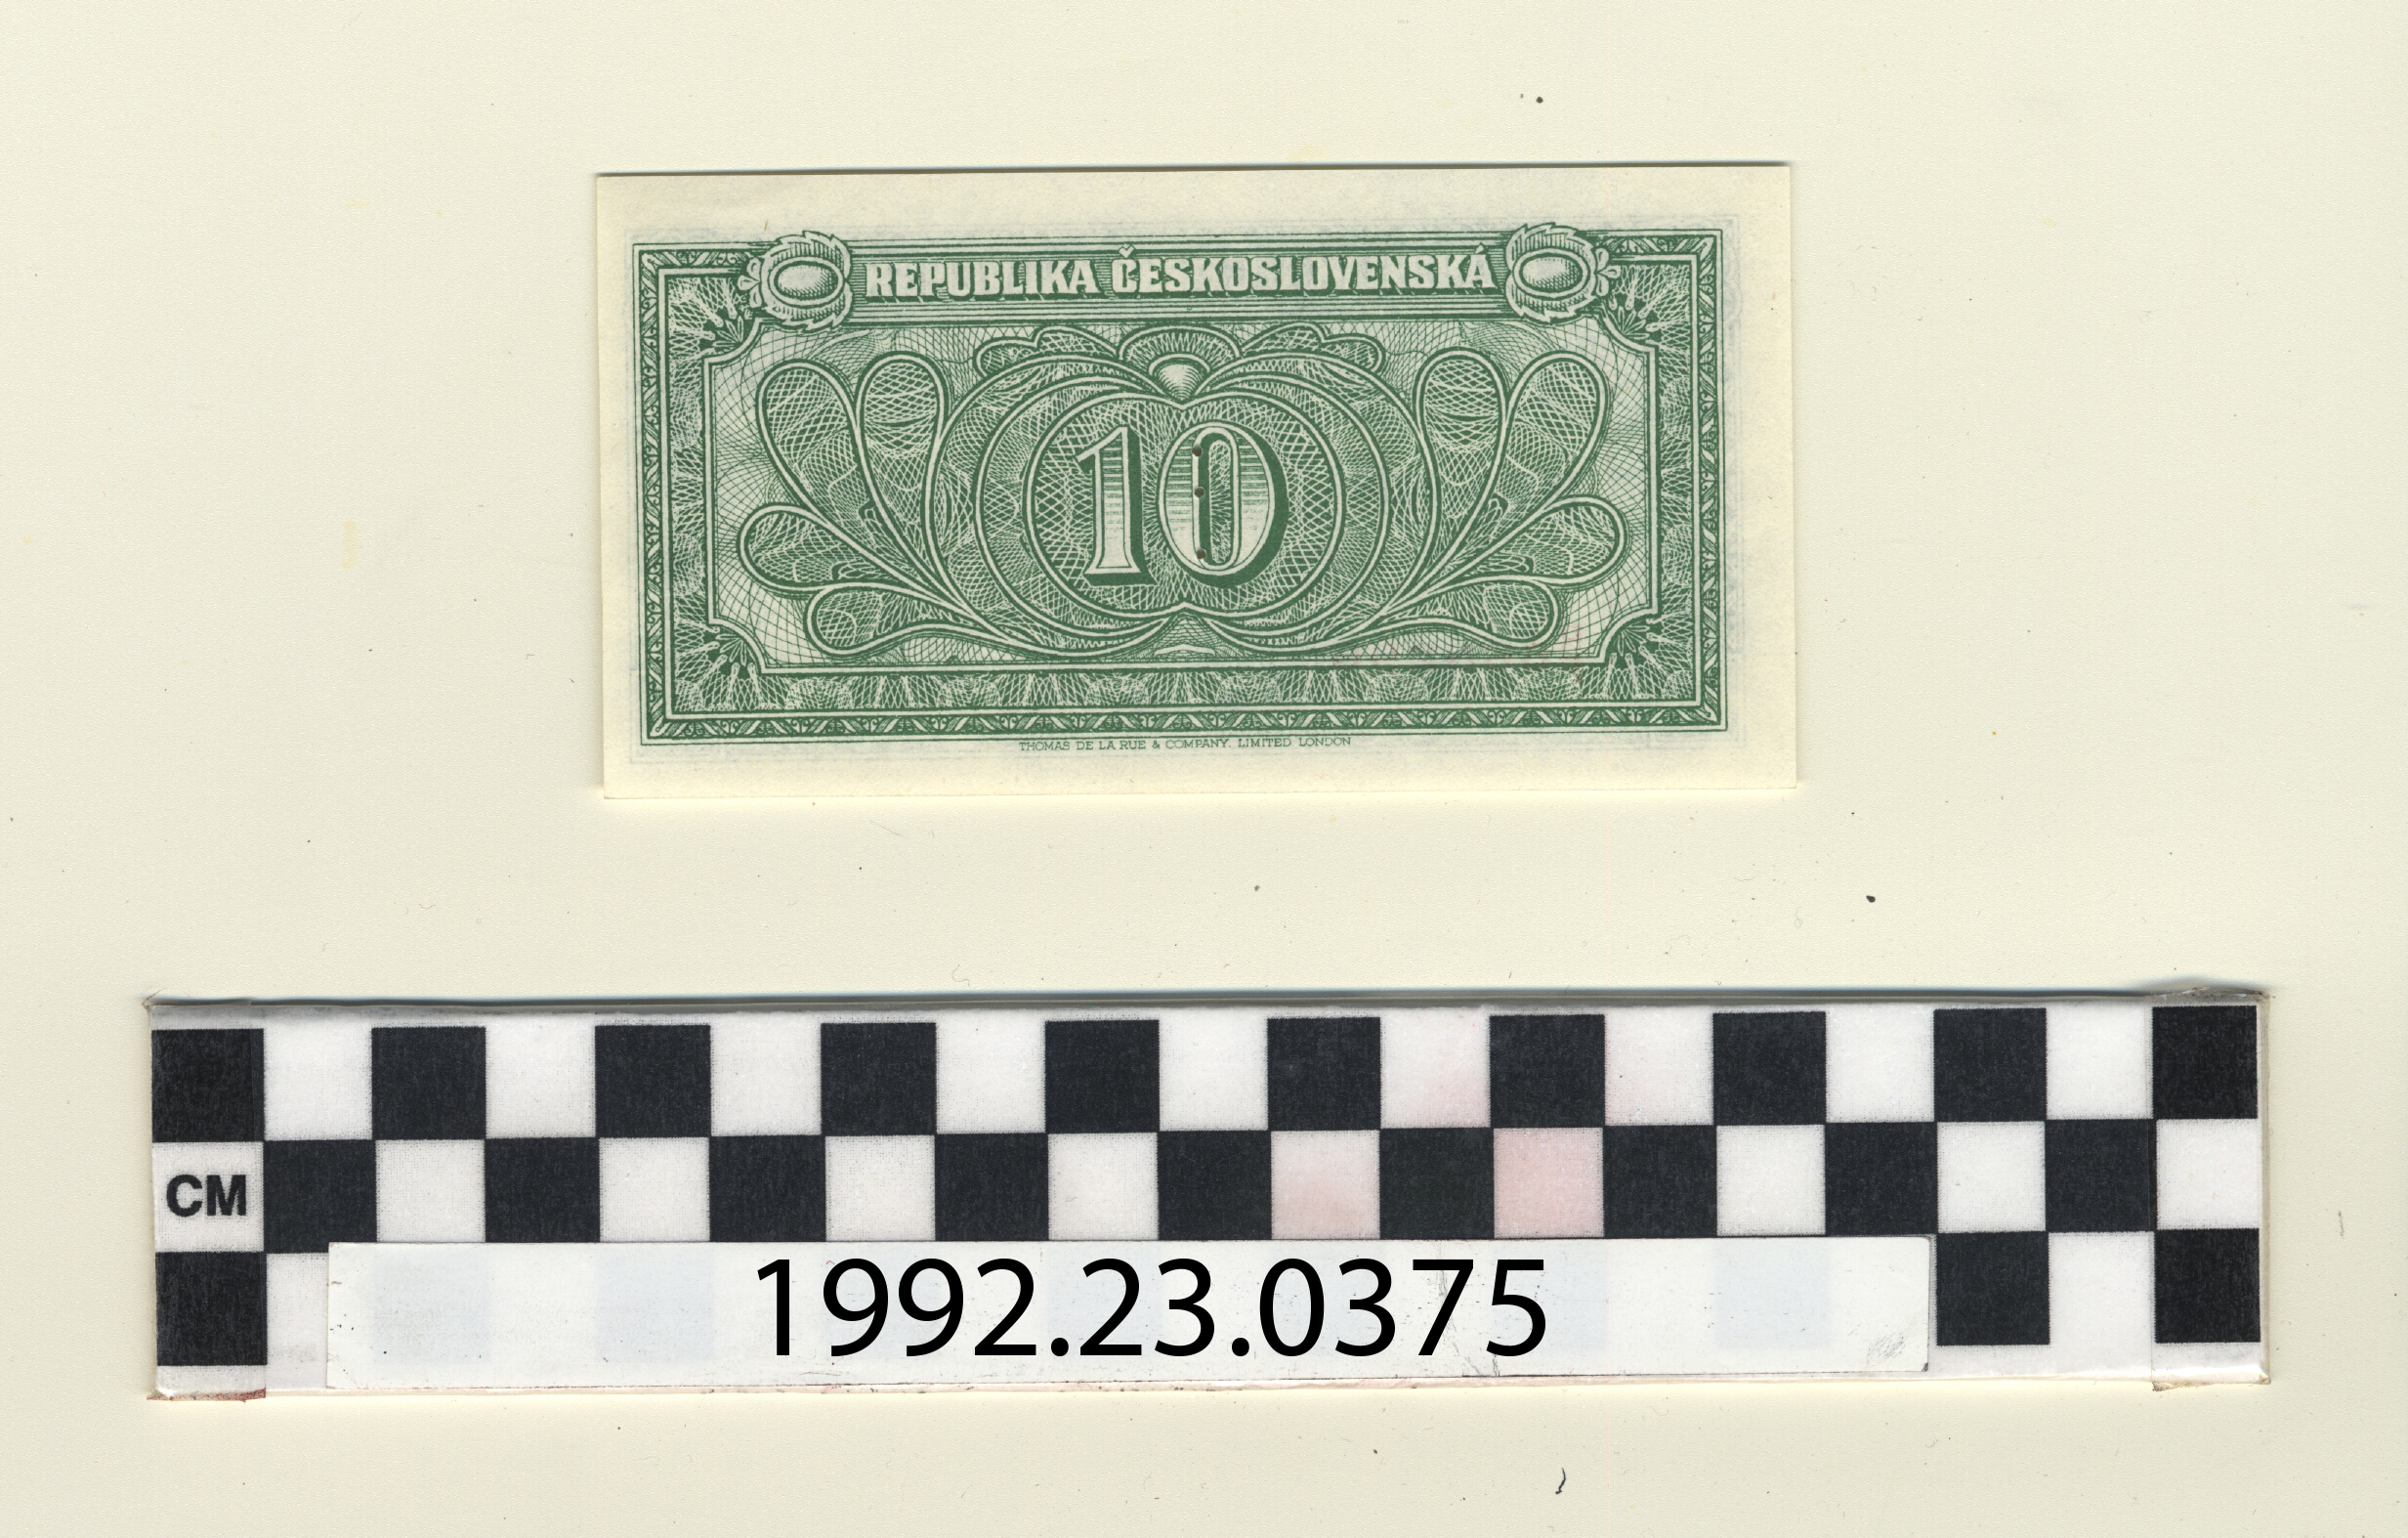 REPUBLIKA ČESKOSLOVENSKÁ
10
THOMAS DE LA RUE & COMPANY, LIMITED LONDON
CM
1992.23.0375